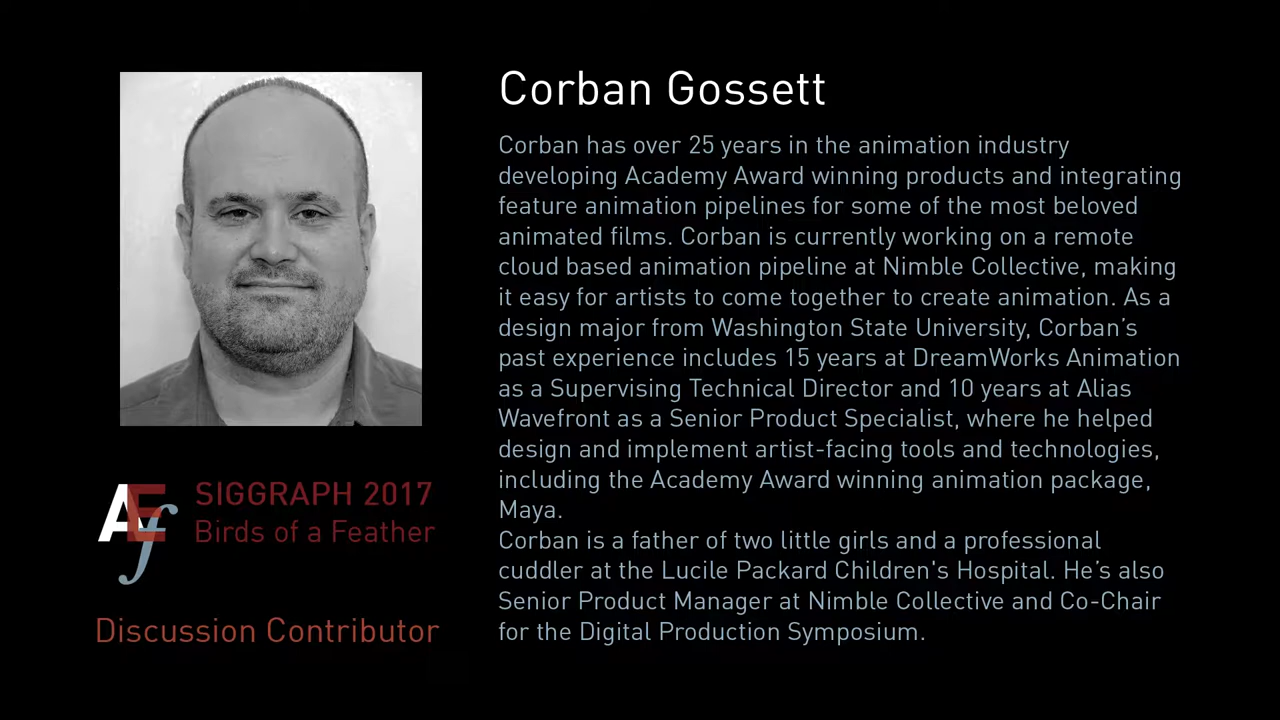 Corban Gossett
Corban has over 25 years in the animation industry
developing Academy Award winning products and integrating
feature animation pipelines for some of the most beloved
animated films. Corban is currently working on a remote
cloud based animation pipeline at Nimble Collective, making
it easy for artists to come together to create animation. As a
design major from Washington State University, Corban’s
past experience includes 15 years at DreamWorks Animation
as a Supervising Technical Director and 10 years at Alias
Wavefront as a Senior Product Specialist, where he helped
design and implement artist-facing tools and technologies,
including the Academy Award winning animation package,
Maya.
Corban is a father of two little girls and a professional
cuddler at the Lucile Packard Children's Hospital. He’s also
Senior Product Manager at Nimble Collective and Co-Chair
for the Digital Production Symposium.
AEf
SIGGRAPH 2017
Birds of a Feather
Discussion Contributor